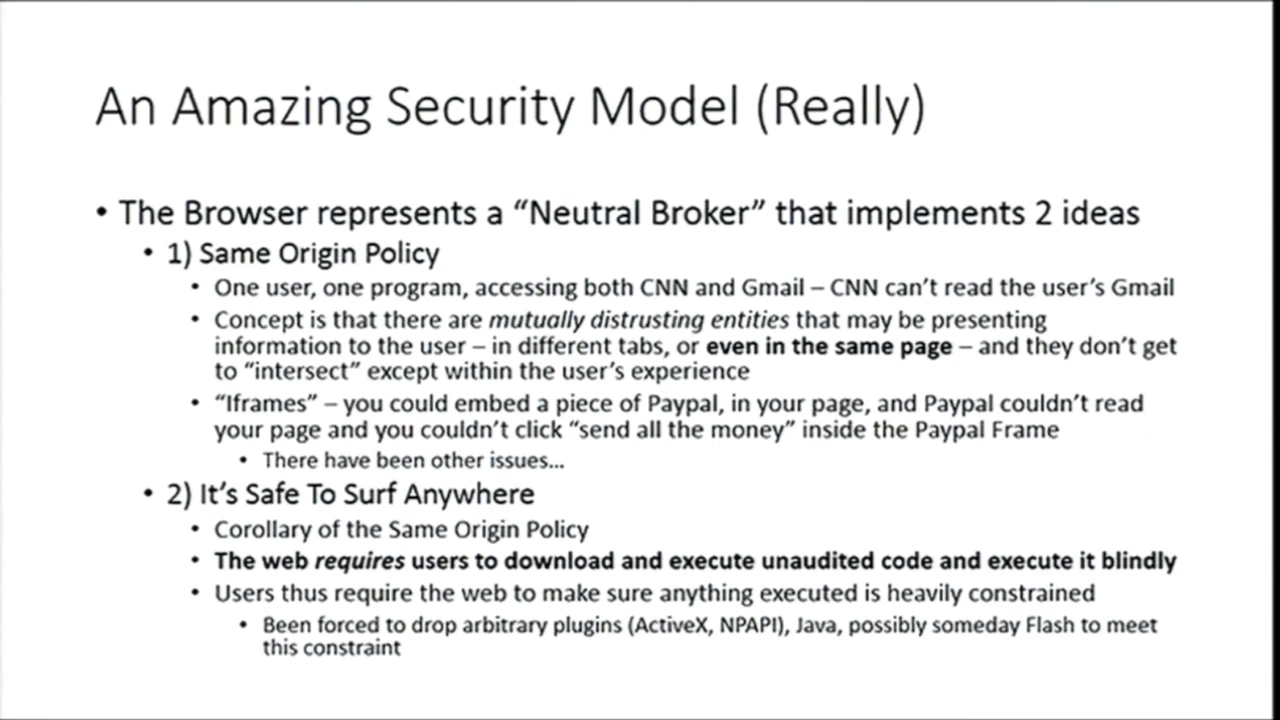 An Amazing Security Model (Really)
• The Browser represents a “Neutral Broker” that implements 2 ideas
• 1) Same Origin Policy
• One user, one program, accessing both CNN and Gmail – CNN can’t read the user’s Gmail
• Concept is that there are mutually distrusting entities that may be presenting
information to the user – in different tabs, or even in the same page – and they don’t get
to “intersect” except within the user’s experience
• “Iframes” – you could embed a piece of Paypal, in your page, and Paypal couldn’t read
your page and you couldn’t click “send all the money” inside the Paypal Frame
• There have been other issues…
• 2) It’s Safe To Surf Anywhere
• Corollary of the Same Origin Policy
• The web requires users to download and execute unaudited code and execute it blindly
• Users thus require the web to make sure anything executed is heavily constrained
• Been forced to drop arbitrary plugins (ActiveX, NPAPI), Java, possibly someday Flash to meet
this constraint